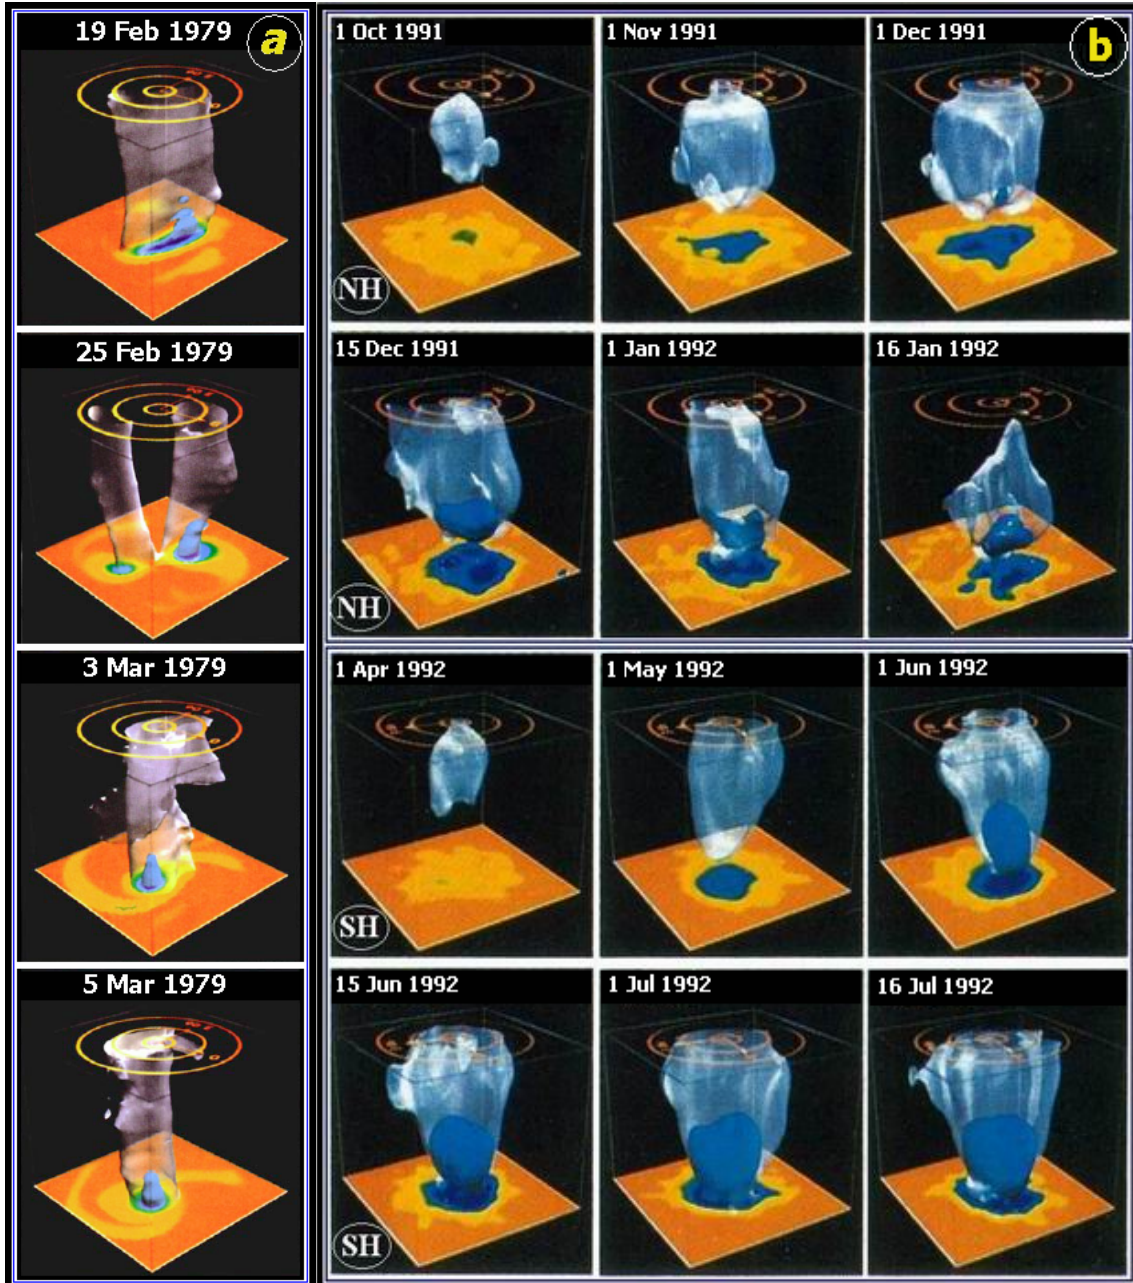 19 Feb 1979
a
25 Feb 1979
3 Mar 1979
5 Mar 1979
1 Oct 1991
1 Nov 1991
1 Dec 1991
b
NH
15 Dec 1991
1 Jan 1992
16 Jan 1992
NH
1 Apr 1992
1 May 1992
1 Jun 1992
SH
15 Jun 1992
1 Jul 1992
16 Jul 1992
SH